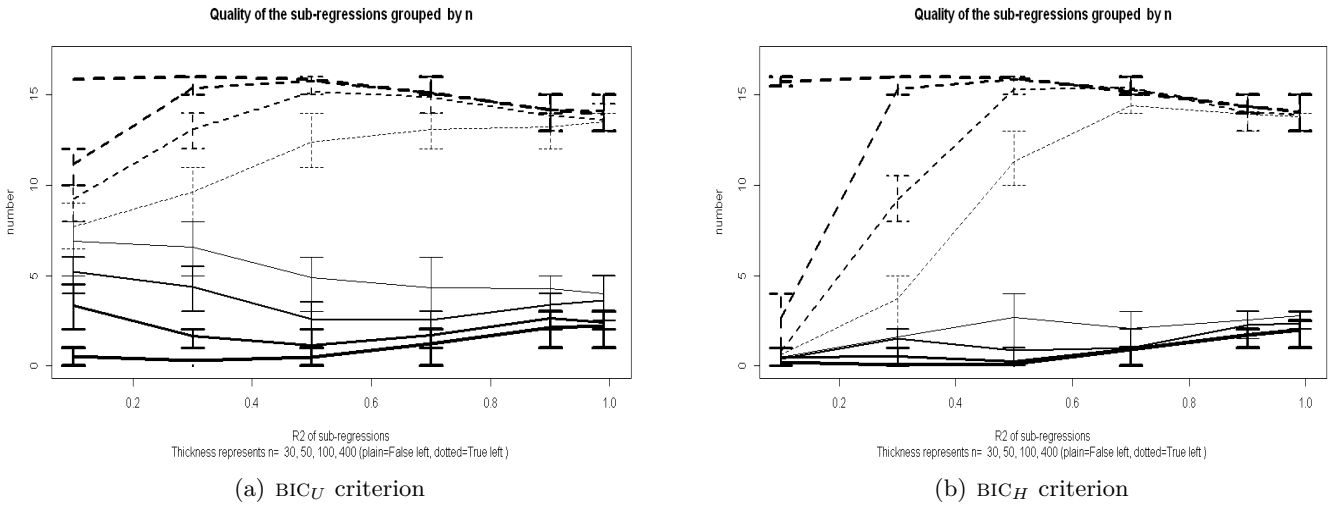 Quality of the sub-regressions grouped by n
number
15
10
5
0
0.2 0.4 0.6 0.8 1.0
R2 of sub-regressions
Thickness represents n= 30, 50, 100, 400 (plain=False left, dotted=True left )
(a) BIC_U criterion
Quality of the sub-regressions grouped by n
number
15
10
5
0
0.2 0.4 0.6 0.8 1.0
R2 of sub-regressions
Thickness represents n= 30, 50, 100, 400 (plain=False left, dotted=True left )
(b) BIC_H criterion